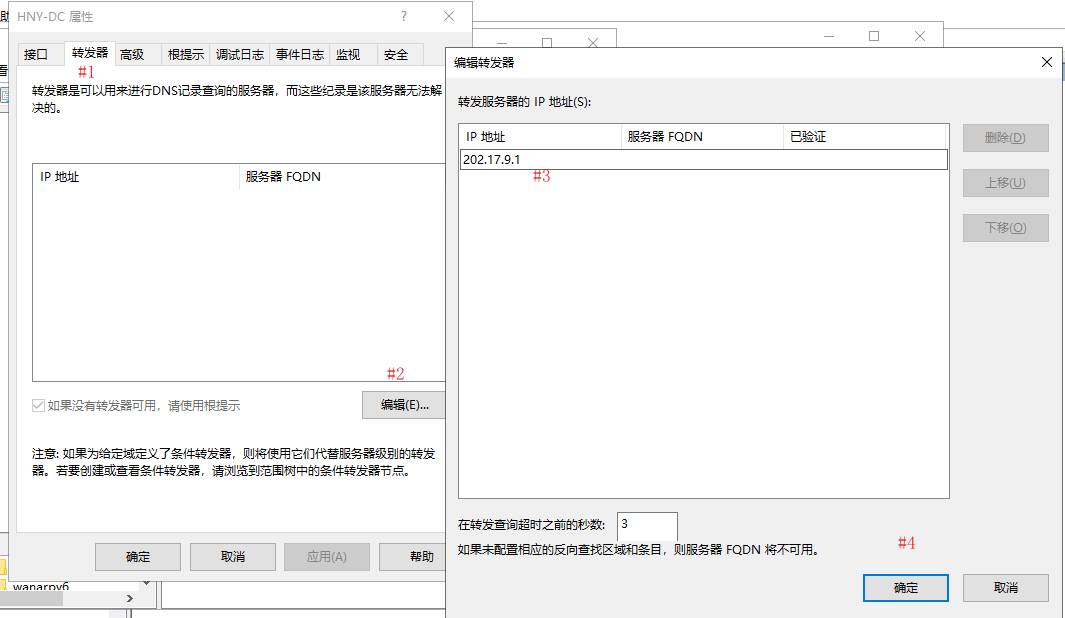 助
HNY-DC 属性
?
接口
转发器
高级
根提示
调试日志
事件日志
监视
安全
#1
转发器是可以用来进行DNS记录查询的服务器，而这些纪录是该服务器无法解
决的。
IP 地址
服务器 FQDN
#2
如果没有转发器可用，请使用根提示
编辑(E)...
注意: 如果为给定域定义了条件转发器，则将使用它们代替服务器级别的转发
器。若要创建或查看条件转发器，请浏览到范围树中的条件转发器节点。
确定
取消
应用(A)
帮助
wanarpv6
编辑转发器
转发服务器的 IP 地址(S):
IP 地址
服务器 FQDN
已验证
202.17.9.1
#3
删除(D)
上移(U)
下移(O)
在转发查询超时之前的秒数:
3
如果未配置相应的反向查找区域和条目，则服务器 FQDN 将不可用。
#4
确定
取消